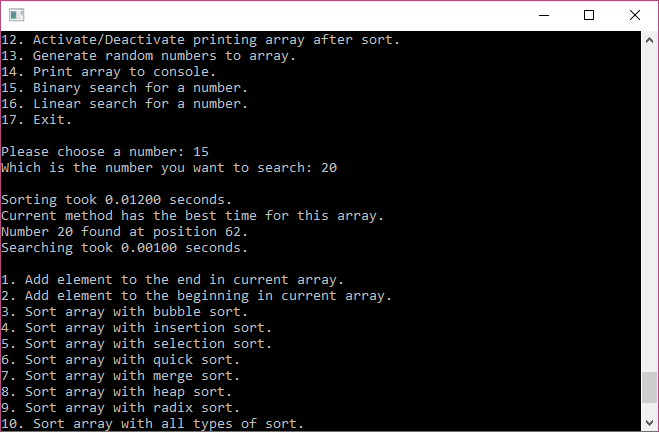 12. Activate/Deactivate printing array after sort.
13. Generate random numbers to array.
14. Print array to console.
15. Binary search for a number.
16. Linear search for a number.
17. Exit.
Please choose a number: 15
Which is the number you want to search: 20
Sorting took 0.01200 seconds.
Current method has the best time for this array.
Number 20 found at position 62.
Searching took 0.00100 seconds.
1. Add element to the end in current array.
2. Add element to the beginning in current array.
3. Sort array with bubble sort.
4. Sort array with insertion sort.
5. Sort array with selection sort.
6. Sort array with quick sort.
7. Sort array with merge sort.
8. Sort array with heap sort.
9. Sort array with radix sort.
10. Sort array with all types of sort.